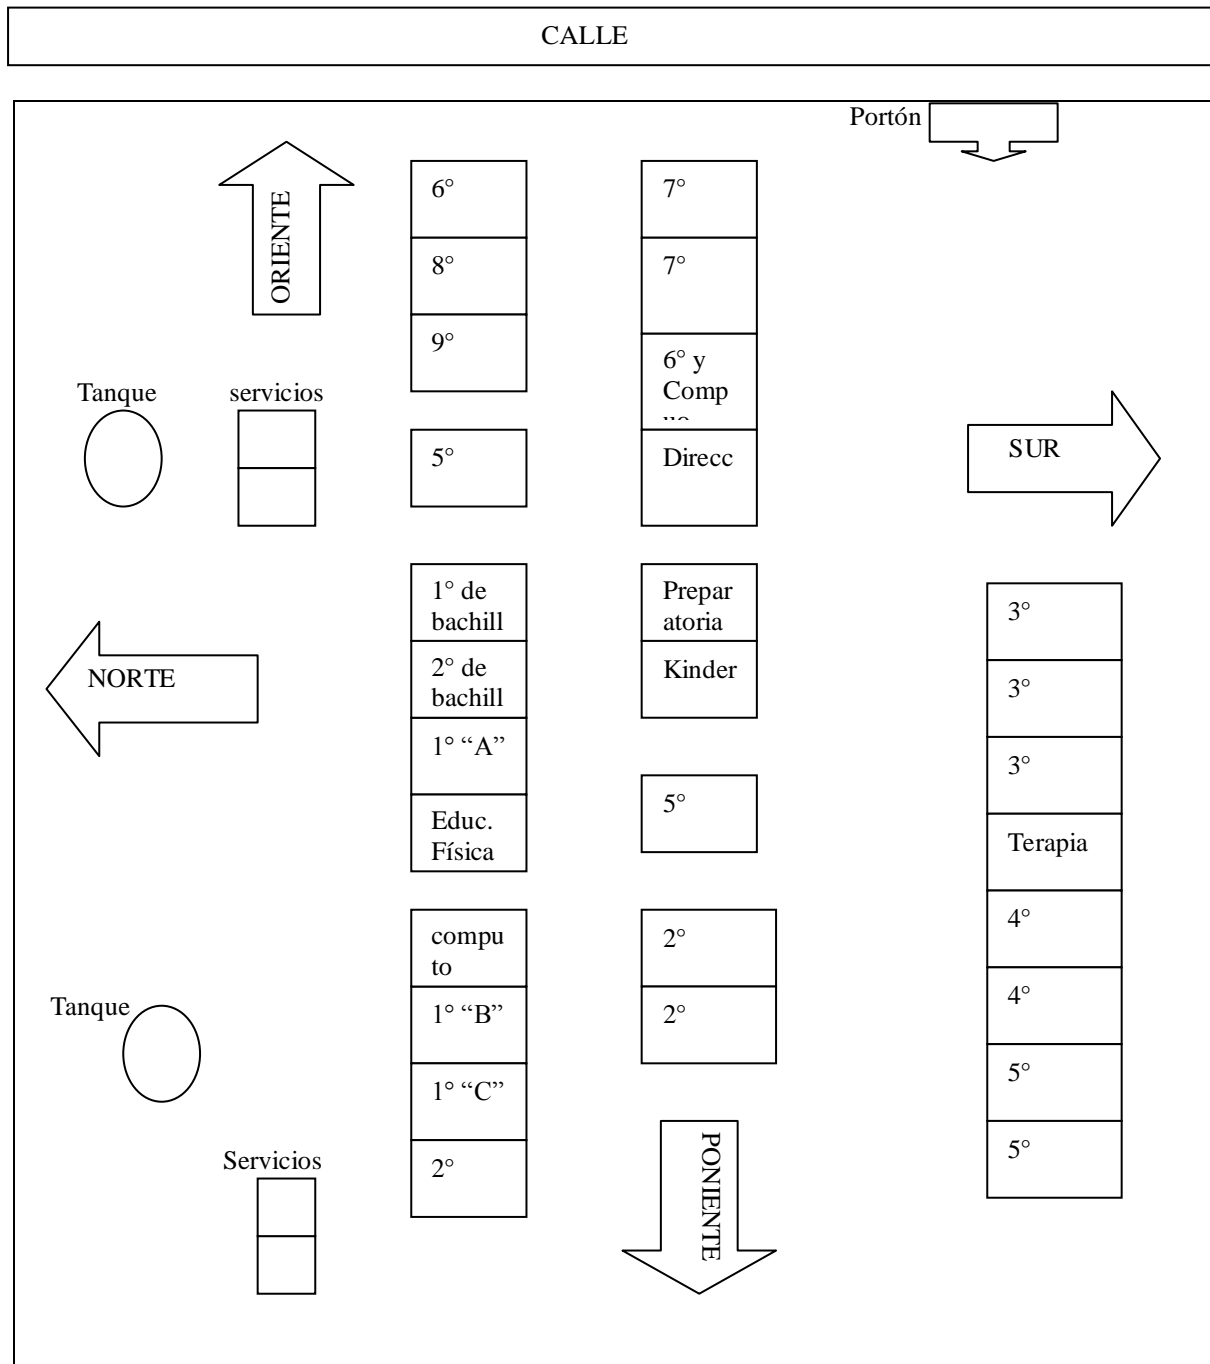 CALLE
Portón
ORIENTE
6°
7°
8°
7°
9°
6° y
Comp
Tanque
servicios
5°
Direcc
SUR
1° de
bachill
Prepar
atoria
3°
NORTE
2° de
bachill
Kinder
3°
1° “A”
3°
5°
Educ.
Física
Terapia
compu
to
2°
4°
Tanque
1° “B”
2°
4°
1° “C”
5°
Servicios
2°
PONIENTE
5°